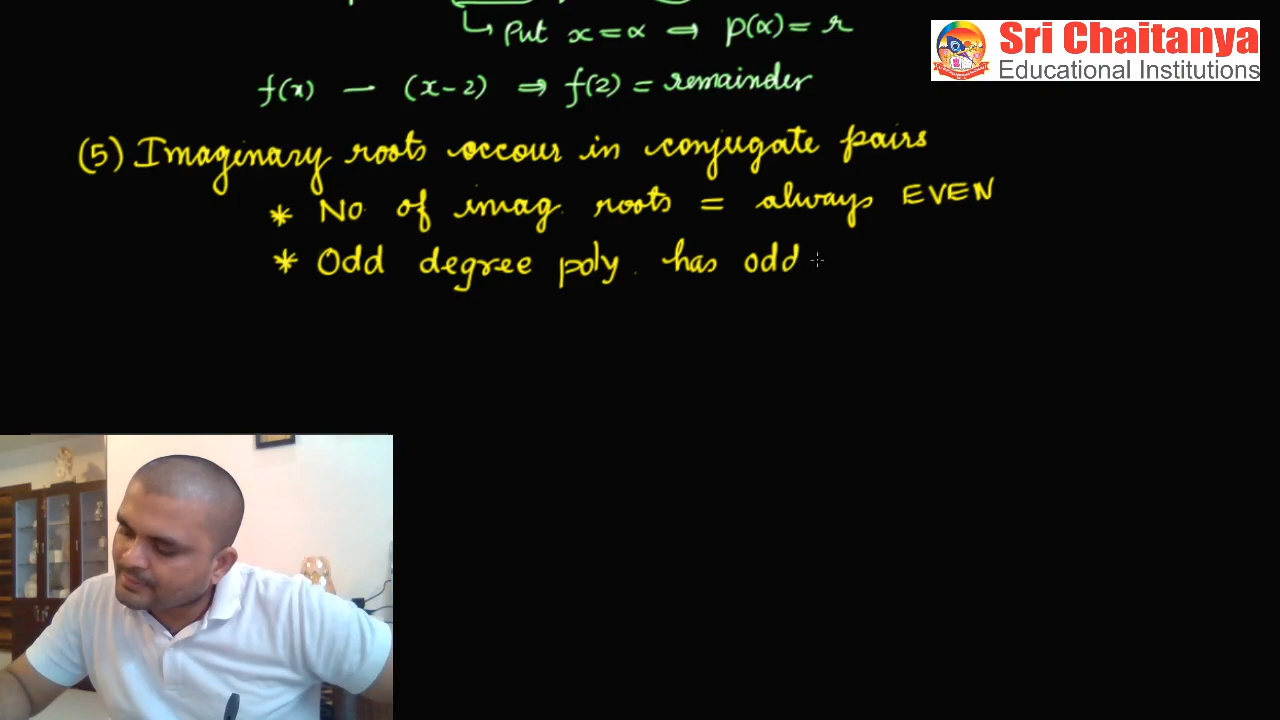 Put x = α ⇒ p(α) = r
Sri Chaitanya
Educational Institutions
f(x) — (x-2) ⇒ f(2) = remainder
(5) Imaginary roots occur in conjugate pairs
* No. of imag. roots = always EVEN
* Odd degree poly. has odd